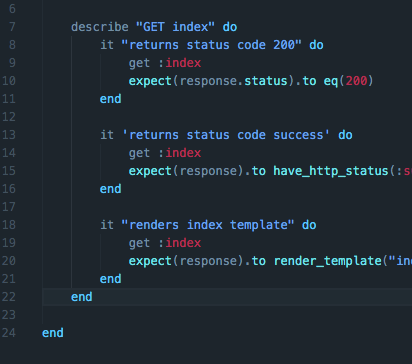 6
7 describe "GET index" do
8 it "returns status code 200" do
9 get :index
10 expect(response.status).to eq(200)
11 end
12
13 it 'returns status code success' do
14 get :index
15 expect(response).to have_http_status(:s
16 end
17
18 it "renders index template" do
19 get :index
20 expect(response).to render_template("in
21 end
22 end
23
24 end